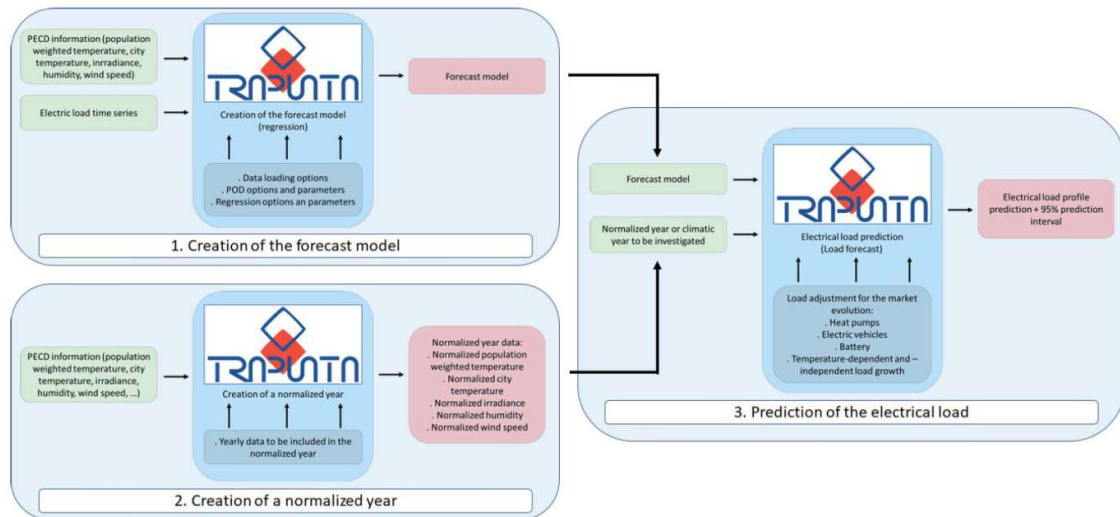 PECD information (population
weighted temperature, city
temperature, inrradiance,
humidity, wind speed)
Electric load time series
TRAPUNTA
Creation of the forecast model
(regression)
. Data loading options
. POD options and parameters
. Regression options an parameters
Forecast model
1. Creation of the forecast model
PECD information (population
weighted temperature, city
temperature, irradiance,
humidity, wind speed, ...)
TRAPUNTA
Creation of a normalized year
. Yearly data to be included in the
normalized year
Normalized year data:
. Normalized population
weighted temperature
. Normalized city
temperature
. Normalized irradiance
. Normalized humidity
. Normalized wind speed
2. Creation of a normalized year
Forecast model
Normalized year or climatic
year to be investigated
TRAPUNTA
Electrical load prediction
(Load forecast)
Load adjustment for the market
evolution:
. Heat pumps
. Electric vehicles
. Battery
. Temperature-dependent and –
independent load growth
Electrical load profile
prediction + 95% prediction
interval
3. Prediction of the electrical load